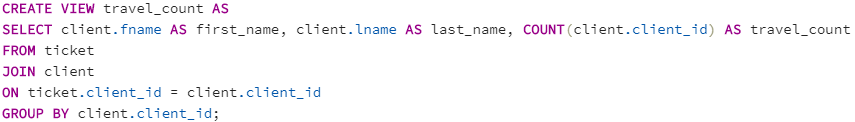 CREATE VIEW travel_count AS
SELECT client.fname AS first_name, client.lname AS last_name, COUNT(client.client_id) AS travel_count
FROM ticket
JOIN client
ON ticket.client_id = client.client_id
GROUP BY client.client_id;